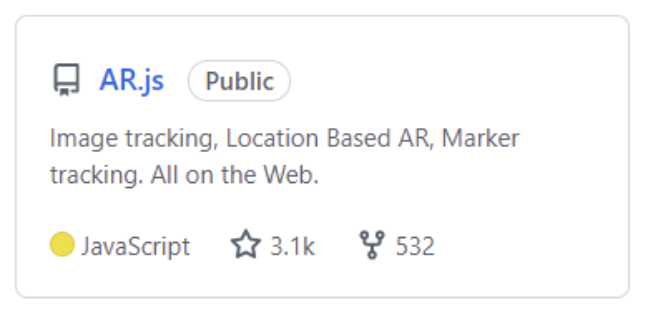 AR.js Public
Image tracking, Location Based AR, Marker
tracking. All on the Web.
JavaScript 3.1k 532